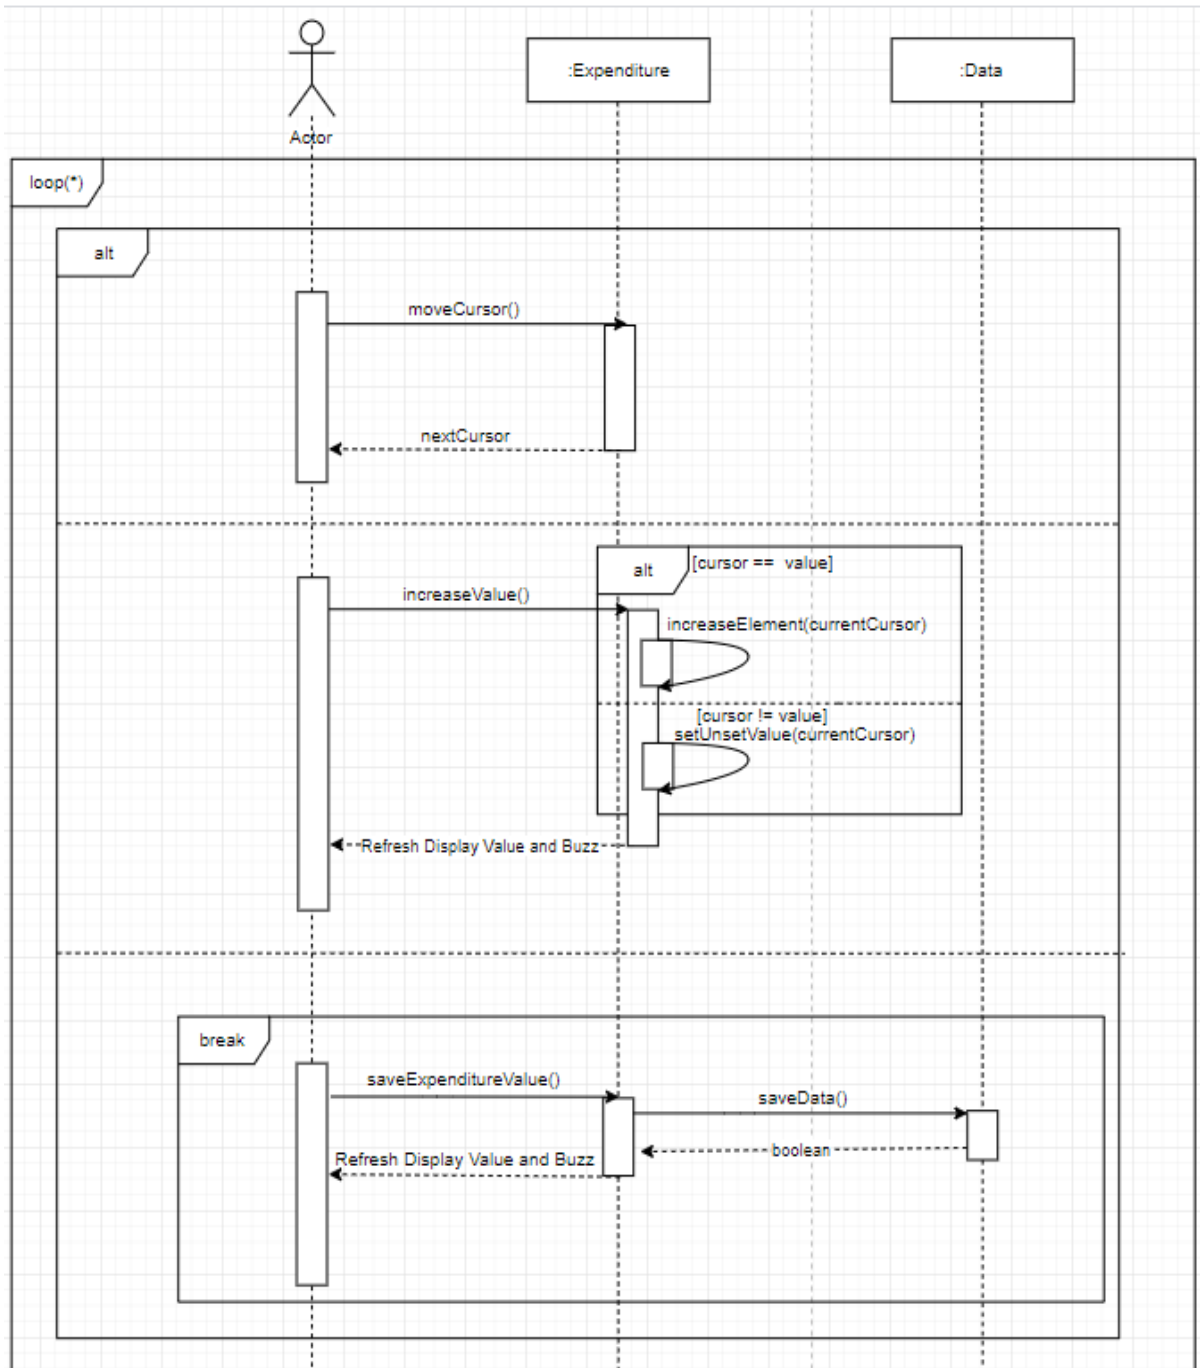 :Expenditure
:Data
Actor
loop(*)
alt
moveCursor()
nextCursor
alt
[cursor == value]
increaseValue()
increaseElement(currentCursor)
[cursor != value]
setUnsetValue(currentCursor)
Refresh Display Value and Buzz
break
saveExpenditureValue()
saveData()
boolean
Refresh Display Value and Buzz